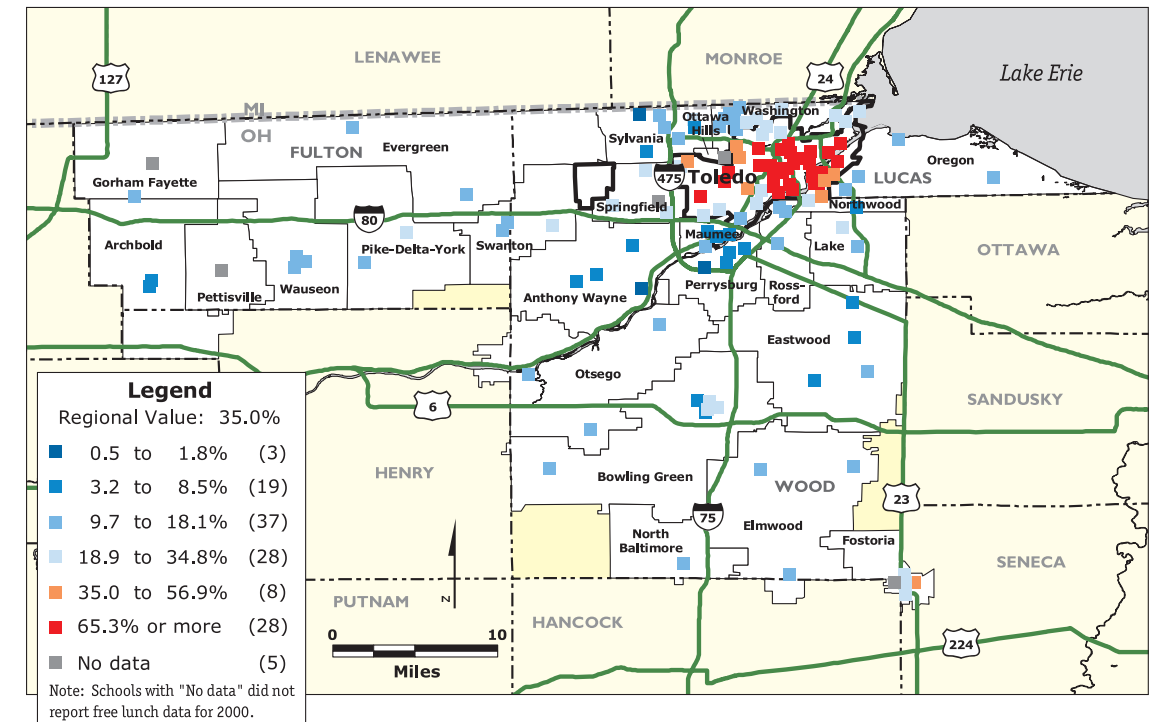 LENAWEE
MONROE
Lake Erie
127
24
MI
OH
Washington
Ottawa
Hills
Sylvania
FULTON
Evergreen
Oregon
Gorham Fayette
475
Toledo
LUCAS
Springfield
Northwood
80
Archbold
Pike-Delta-York
Swanton
Maumee
Lake
OTTAWA
Pettisville
Wauseon
Anthony Wayne
Perrysburg
Ross-
ford
Eastwood
Otsego
6
SANDUSKY
HENRY
Bowling Green
WOOD
23
75
Elmwood
North
Baltimore
Fostoria
SENECA
PUTNAM
HANCOCK
224
N
0 10
Miles
Legend
Regional Value: 35.0%
0.5 to 1.8% (3)
3.2 to 8.5% (19)
9.7 to 18.1% (37)
18.9 to 34.8% (28)
35.0 to 56.9% (8)
65.3% or more (28)
No data (5)
Note: Schools with "No data" did not
report free lunch data for 2000.